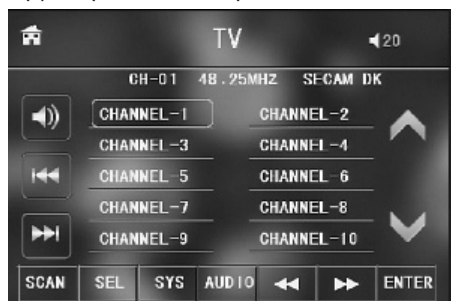 TV
20
CH-01 48.25MHZ SECAM DK
CHANNEL-1 CHANNEL-2
CHANNEL-3 CHANNEL-4
CHANNEL-5 CHANNEL-6
CHANNEL-7 CHANNEL-8
CHANNEL-9 CHANNEL-10
SCAN SEL SYS AUDIO ENTER